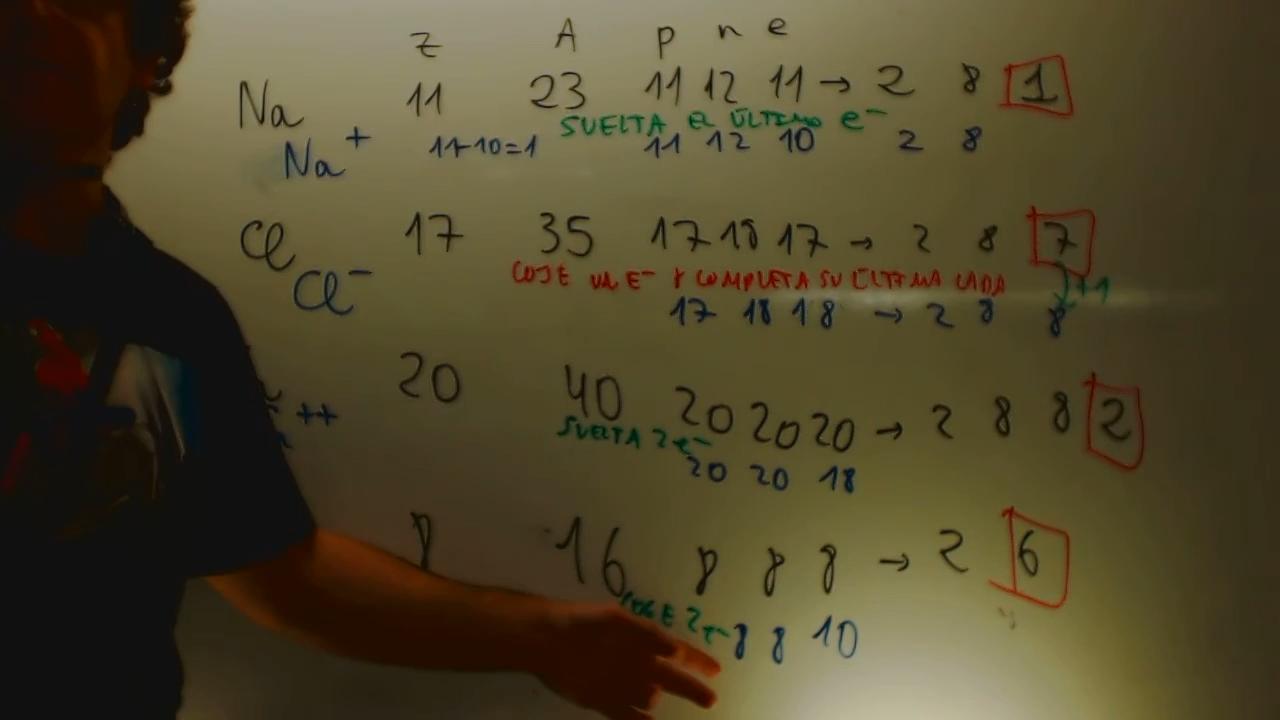 Z A p n e
Na 11 23 11 12 11 → 2 8 1
SUELTA EL ÚLTIMO e⁻
Na⁺ 11+10=1 11 12 10 2 8
Cl 17 35 17 18 17 → 2 8 7
COJE UN E⁻ Y COMPLETA SU ÚLTIMA CAPA +1
Cl⁻ 17 18 18 → 2 8 8
20 40 20 20 20 → 2 8 8 2
++ SUELTA 2e⁻
20 20 18
8 16 8 8 8 → 2 6
2e⁻ 8 8 10